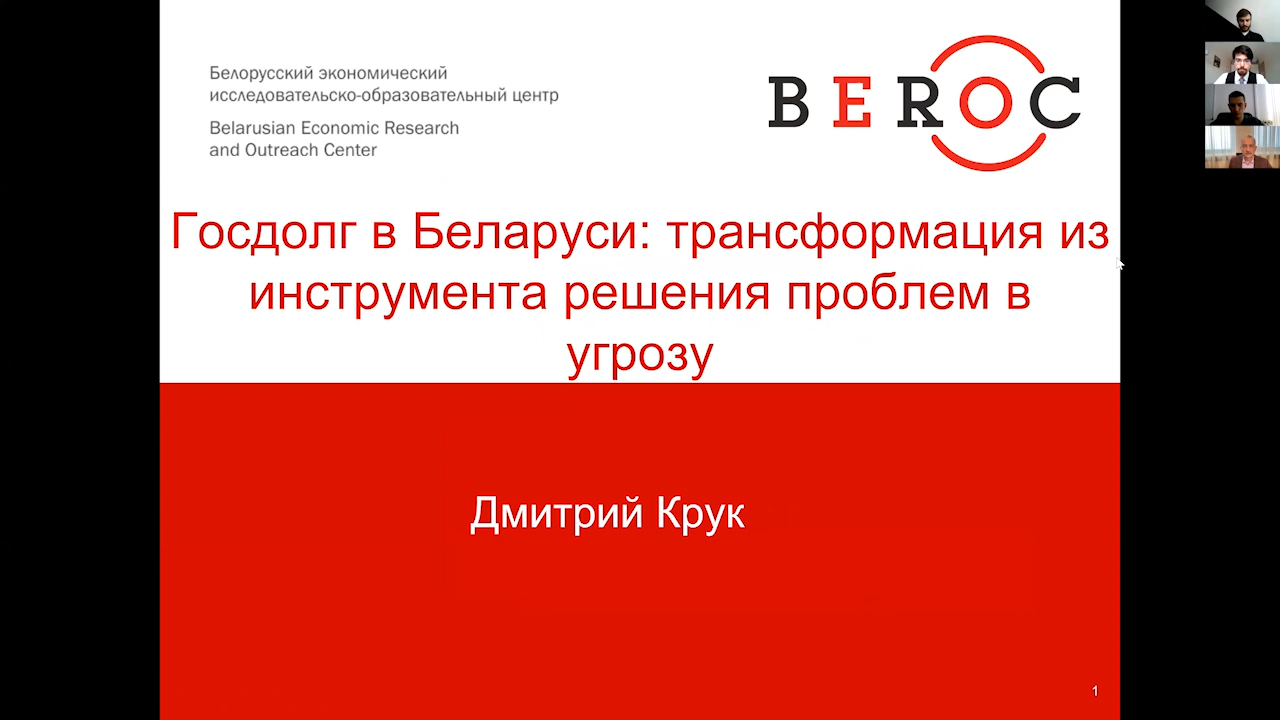 Белорусский экономический
исследовательско-образовательный центр
Belarusian Economic Research
and Outreach Center
BEROC
Госдолг в Беларуси: трансформация из
инструмента решения проблем в
угрозу
Дмитрий Крук
1